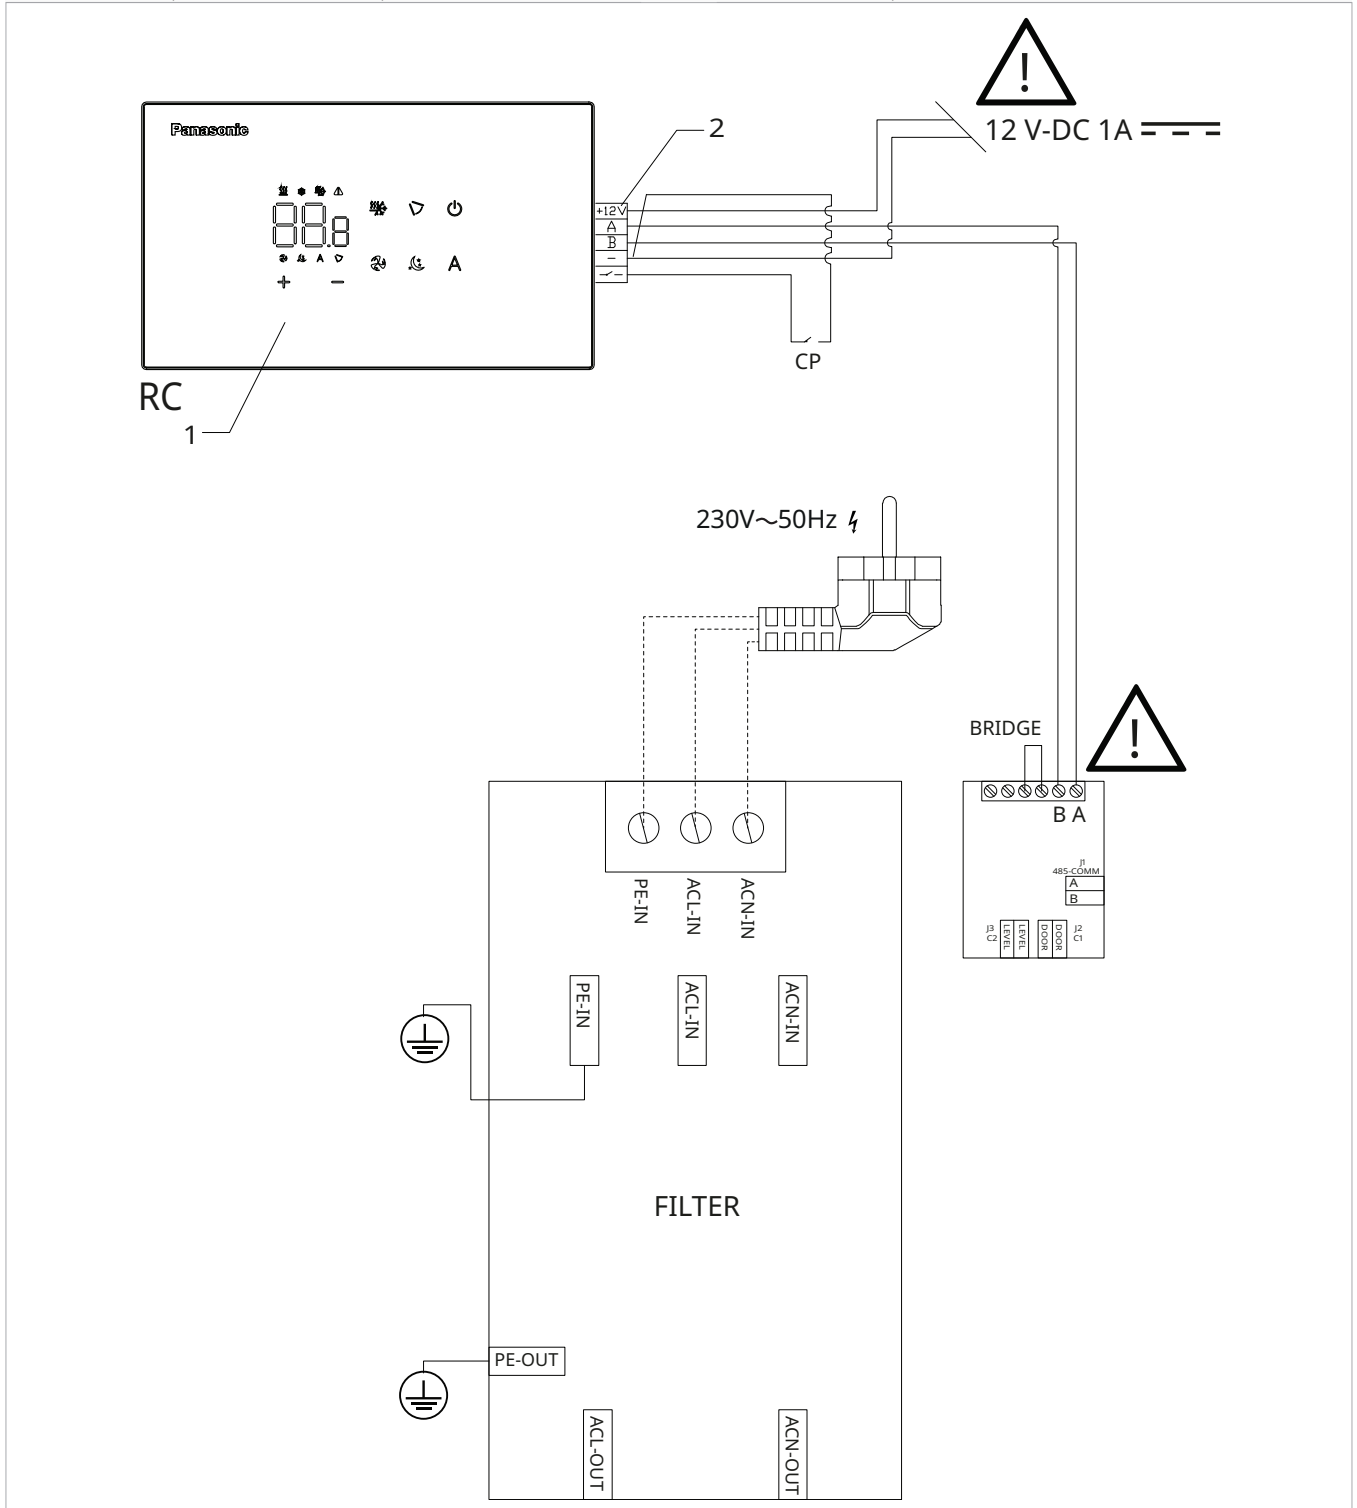 Panasonic
88.8
A
+ −
A
RC
1
2
+12V
A
B
−
CP
12 V-DC 1A
!
230V～50Hz
BRIDGE
!
B A
J1
485-COMM
A
B
J3
C2
LEVEL
LEVEL
DOOR
DOOR
J2
C1
PE-IN
ACL-IN
ACN-IN
PE-IN
ACL-IN
ACN-IN
FILTER
PE-OUT
ACL-OUT
ACN-OUT